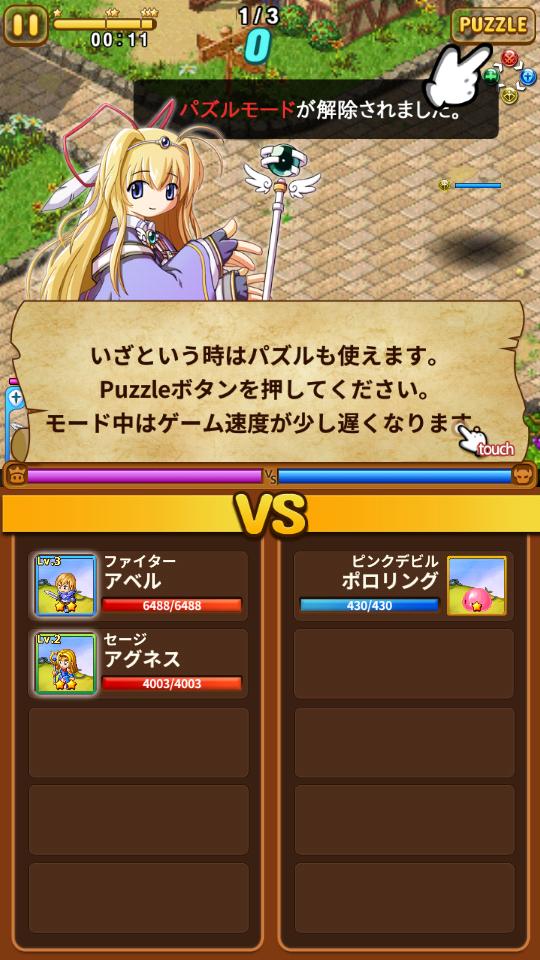 1/3
PUZZLE
00:11
0
パズルモードが解除されました。
いざという時はパズルも使えます。
Puzzleボタンを押してください。
モード中はゲーム速度が少し遅くなります。
touch
VS
VS
Lv.3
ファイター
アベル
6488/6488
ピンクデビル
ポロリング
430/430
Lv.2
セージ
アグネス
4003/4003